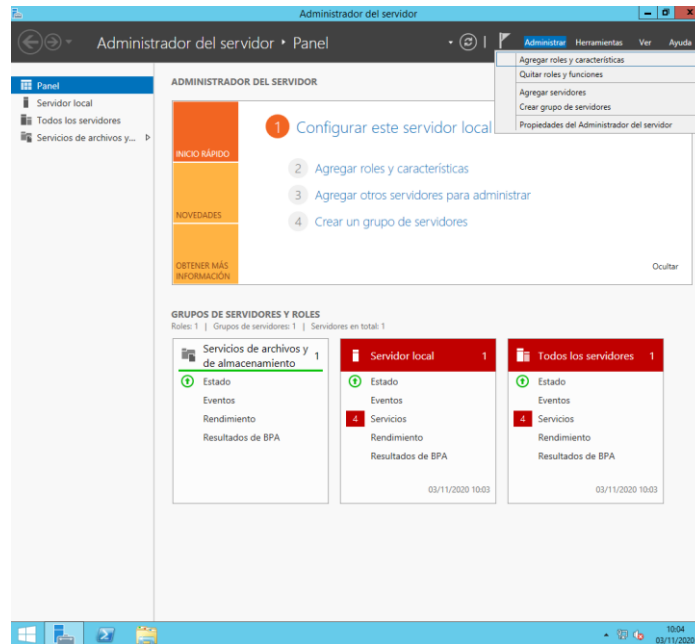 Administrador del servidor
Administrador del servidor ‣ Panel
Administrar Herramientas Ver Ayuda
Agregar roles y características
Quitar roles y funciones
Agregar servidores
Crear grupo de servidores
Propiedades del Administrador del servidor
Panel
Servidor local
Todos los servidores
Servicios de archivos y...
ADMINISTRADOR DEL SERVIDOR
INICIO RÁPIDO
NOVEDADES
OBTENER MÁS
INFORMACIÓN
1 Configurar este servidor local
2 Agregar roles y características
3 Agregar otros servidores para administrar
4 Crear un grupo de servidores
Ocultar
GRUPOS DE SERVIDORES Y ROLES
Roles: 1 | Grupos de servidores: 1 | Servidores en total: 1
Servicios de archivos y
de almacenamiento
1
Estado
Eventos
Rendimiento
Resultados de BPA
Servidor local 1
Estado
Eventos
4 Servicios
Rendimiento
Resultados de BPA
03/11/2020 10:03
Todos los servidores 1
Estado
Eventos
4 Servicios
Rendimiento
Resultados de BPA
03/11/2020 10:03
10:04
03/11/2020